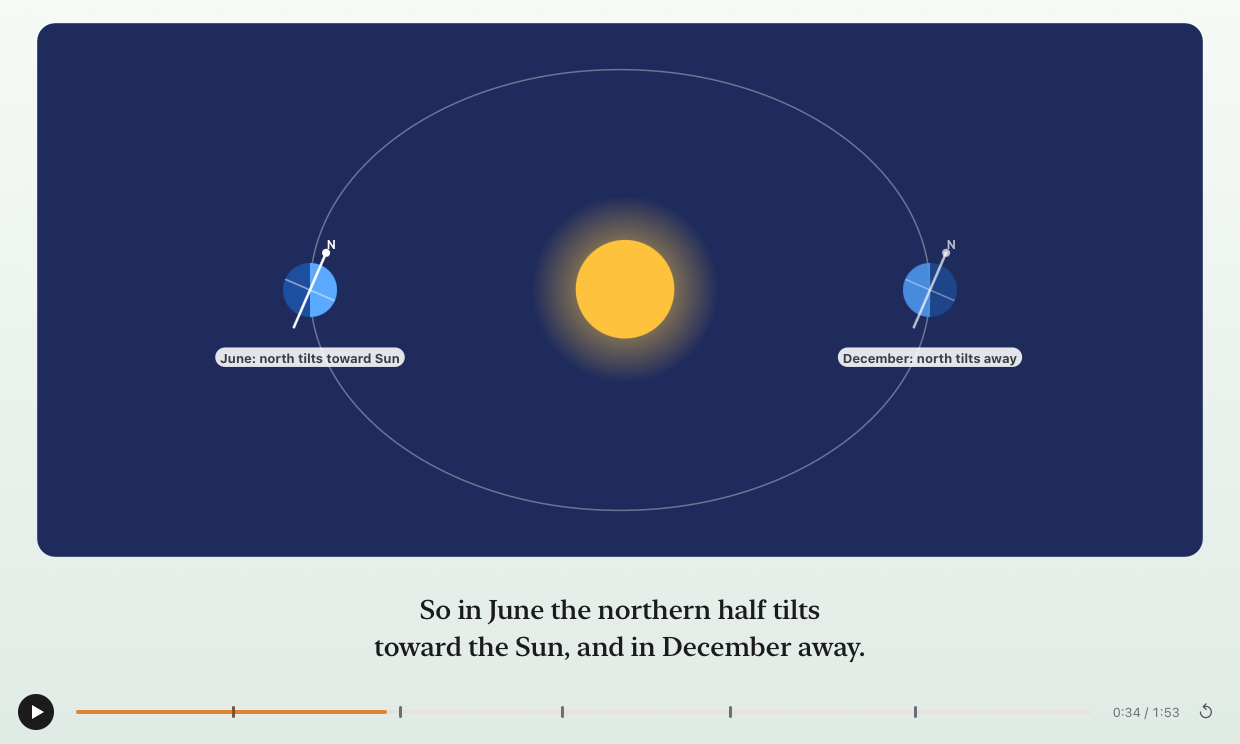 N
N
June: north tilts toward Sun
December: north tilts away
So in June the northern half tilts
toward the Sun, and in December away.
0:34 / 1:53